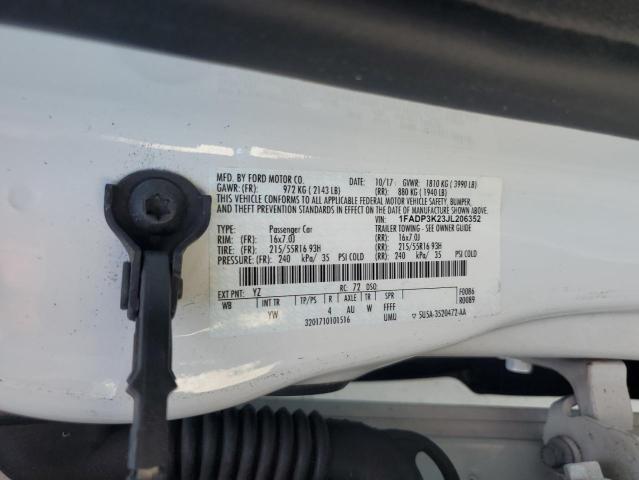 MFD. BY FORD MOTOR CO. 10/17 GVWR: 1810 KG ( 3990 LB)
GAWR: (FR): 972 KG ( 2143 LB) (RR): 880 KG ( 1940 LB)
THIS VEHICLE CONFORMS TO ALL APPLICABLE FEDERAL MOTOR VEHICLE SAFETY, BUMPER,
AND THEFT PREVENTION STANDARDS IN EFFECT ON THE DATE OF MANUFACTURE SHOWN ABOVE.
VIN: 1FADP3K23JL206352
TYPE: Passenger Car TRAILER TOWING - SEE OWNER GUIDE
RIM: (FR) 16x7.0J (RR): 16x7.0J
TIRE: (FR): 215/55R16 93H (RR): 215/55R16 93H
PRESSURE: (FR): 240 kPa/ 35 PSI COLD (RR): 240 kPa/ 35 PSI COLD
EXT PNT: YZ RC: 72 DSO: F0086
WB INT TR TP/PS R AXLE TR SPR R0089
YW 4 AU W FFFF
3201710101516 UMU 5U5A-3520472-AA